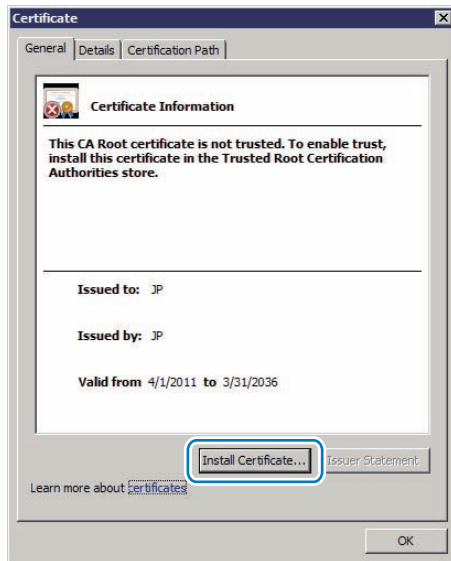 Certificate
General Details Certification Path
Certificate Information
This CA Root certificate is not trusted. To enable trust,
install this certificate in the Trusted Root Certification
Authorities store.
Issued to: JP
Issued by: JP
Valid from 4/1/2011 to 3/31/2036
Install Certificate... Issuer Statement
Learn more about certificates
OK